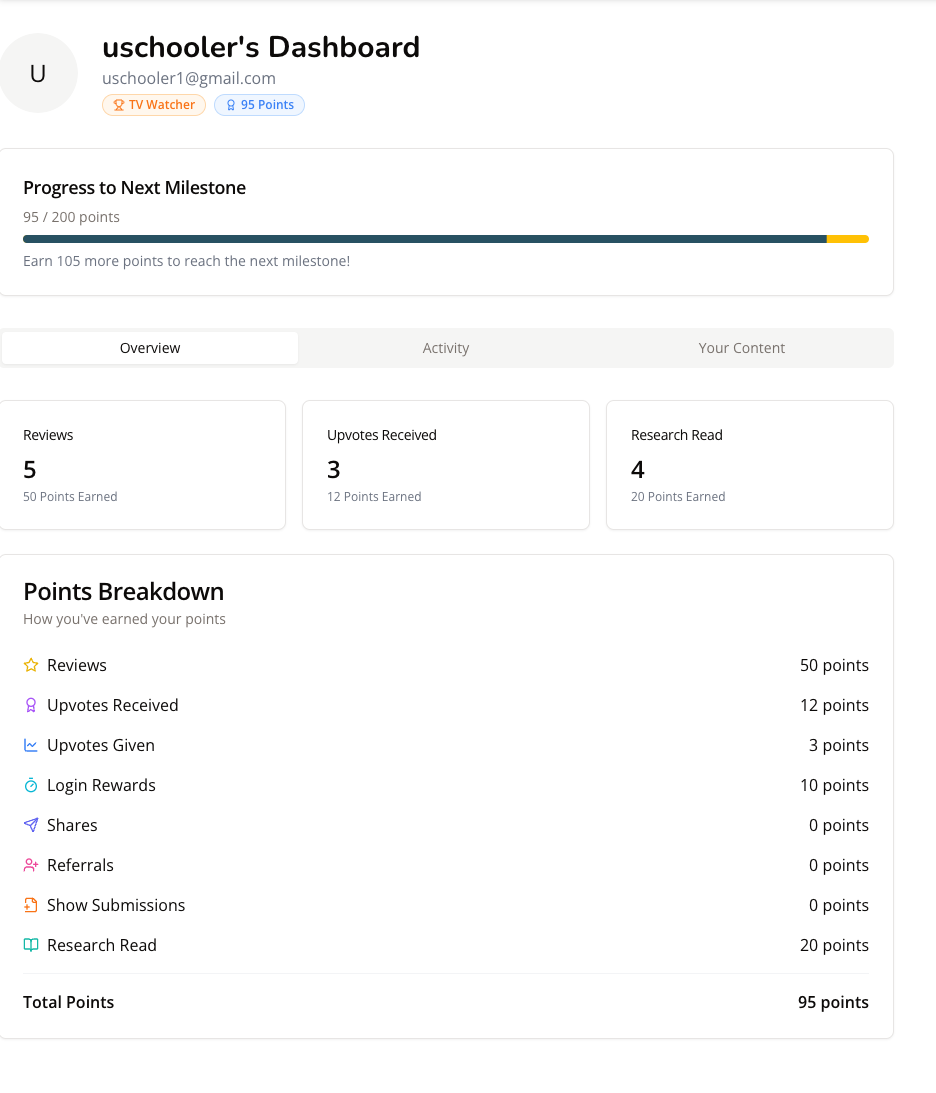 U
uschooler's Dashboard
uschooler1@gmail.com
TV Watcher
95 Points
Progress to Next Milestone
95 / 200 points
Earn 105 more points to reach the next milestone!
Overview
Activity
Your Content
Reviews
5
50 Points Earned
Upvotes Received
3
12 Points Earned
Research Read
4
20 Points Earned
Points Breakdown
How you've earned your points
Reviews 50 points
Upvotes Received 12 points
Upvotes Given 3 points
Login Rewards 10 points
Shares 0 points
Referrals 0 points
Show Submissions 0 points
Research Read 20 points
Total Points 95 points